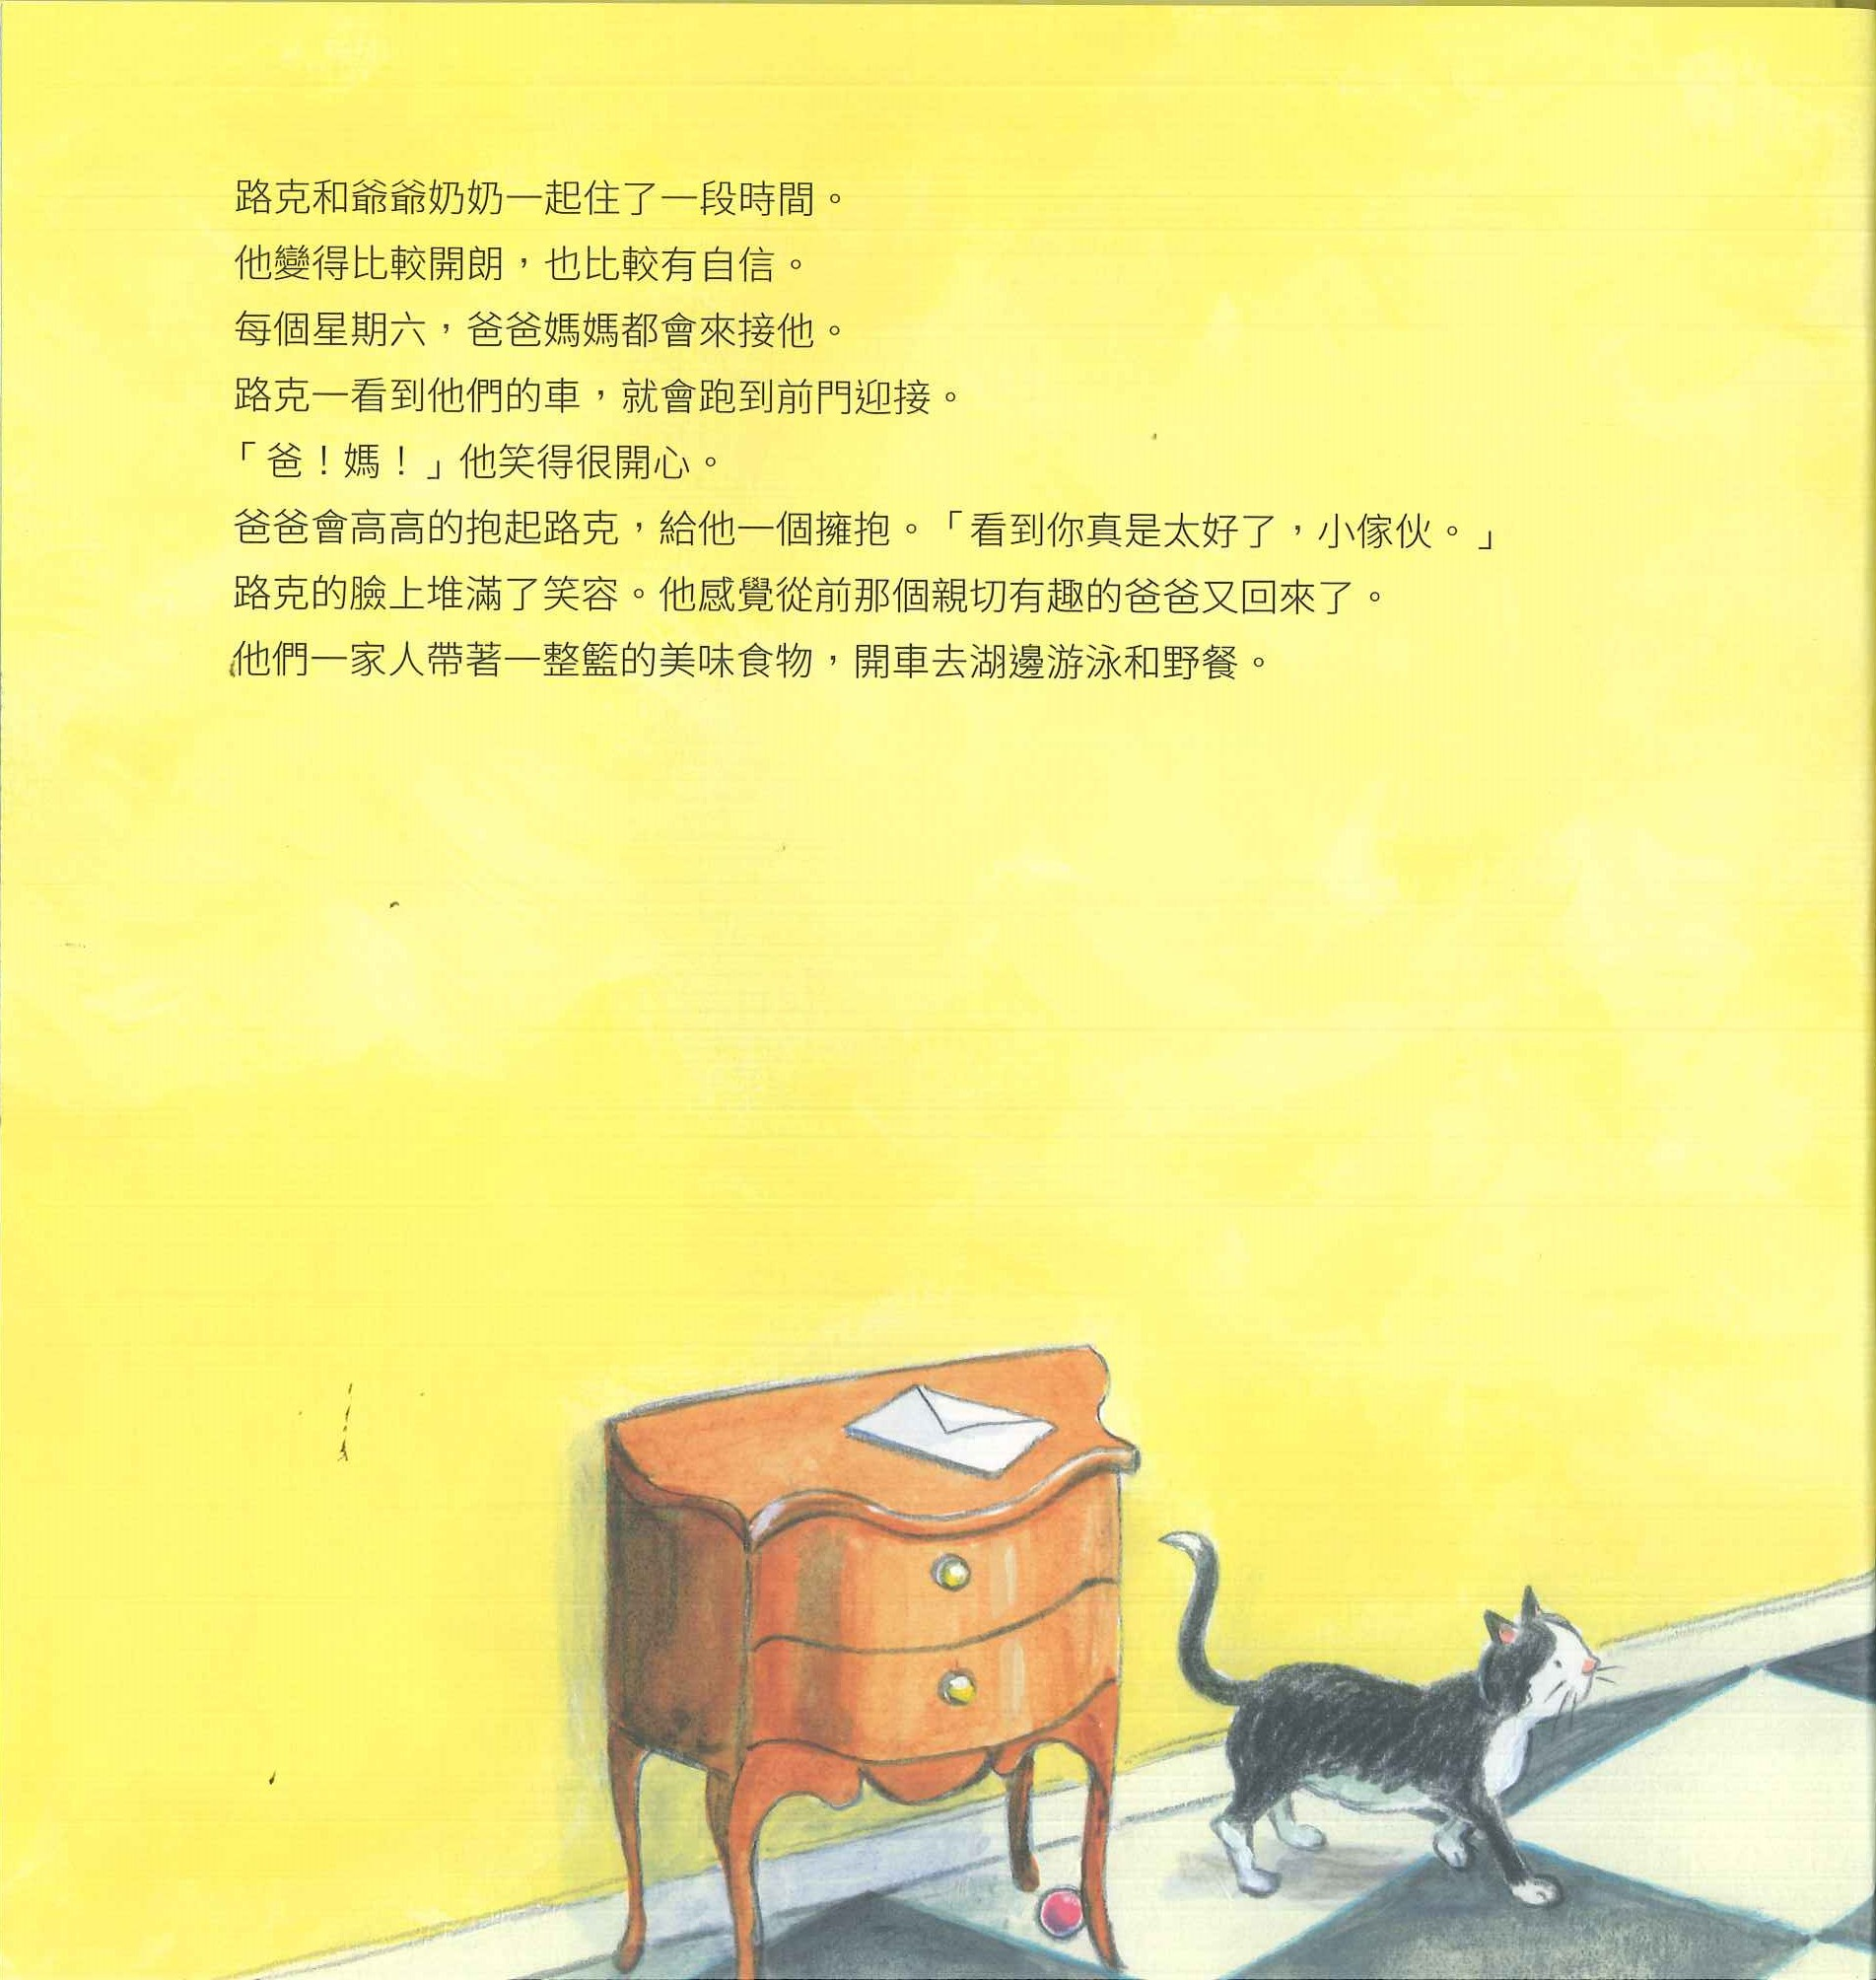 路克和爺爺奶奶一起住了一段時間。
他變得比較開朗，也比較有自信。
每個星期六，爸爸媽媽都會來接他。
路克一看到他們的車，就會跑到前門迎接。
「爸！媽！」他笑得很開心。
爸爸會高高的抱起路克，給他一個擁抱。「看到你真是太好了，小傢伙。」
路克的臉上堆滿了笑容。他感覺從前那個親切有趣的爸爸又回來了。
他們一家人帶著一整籃的美味食物，開車去湖邊游泳和野餐。